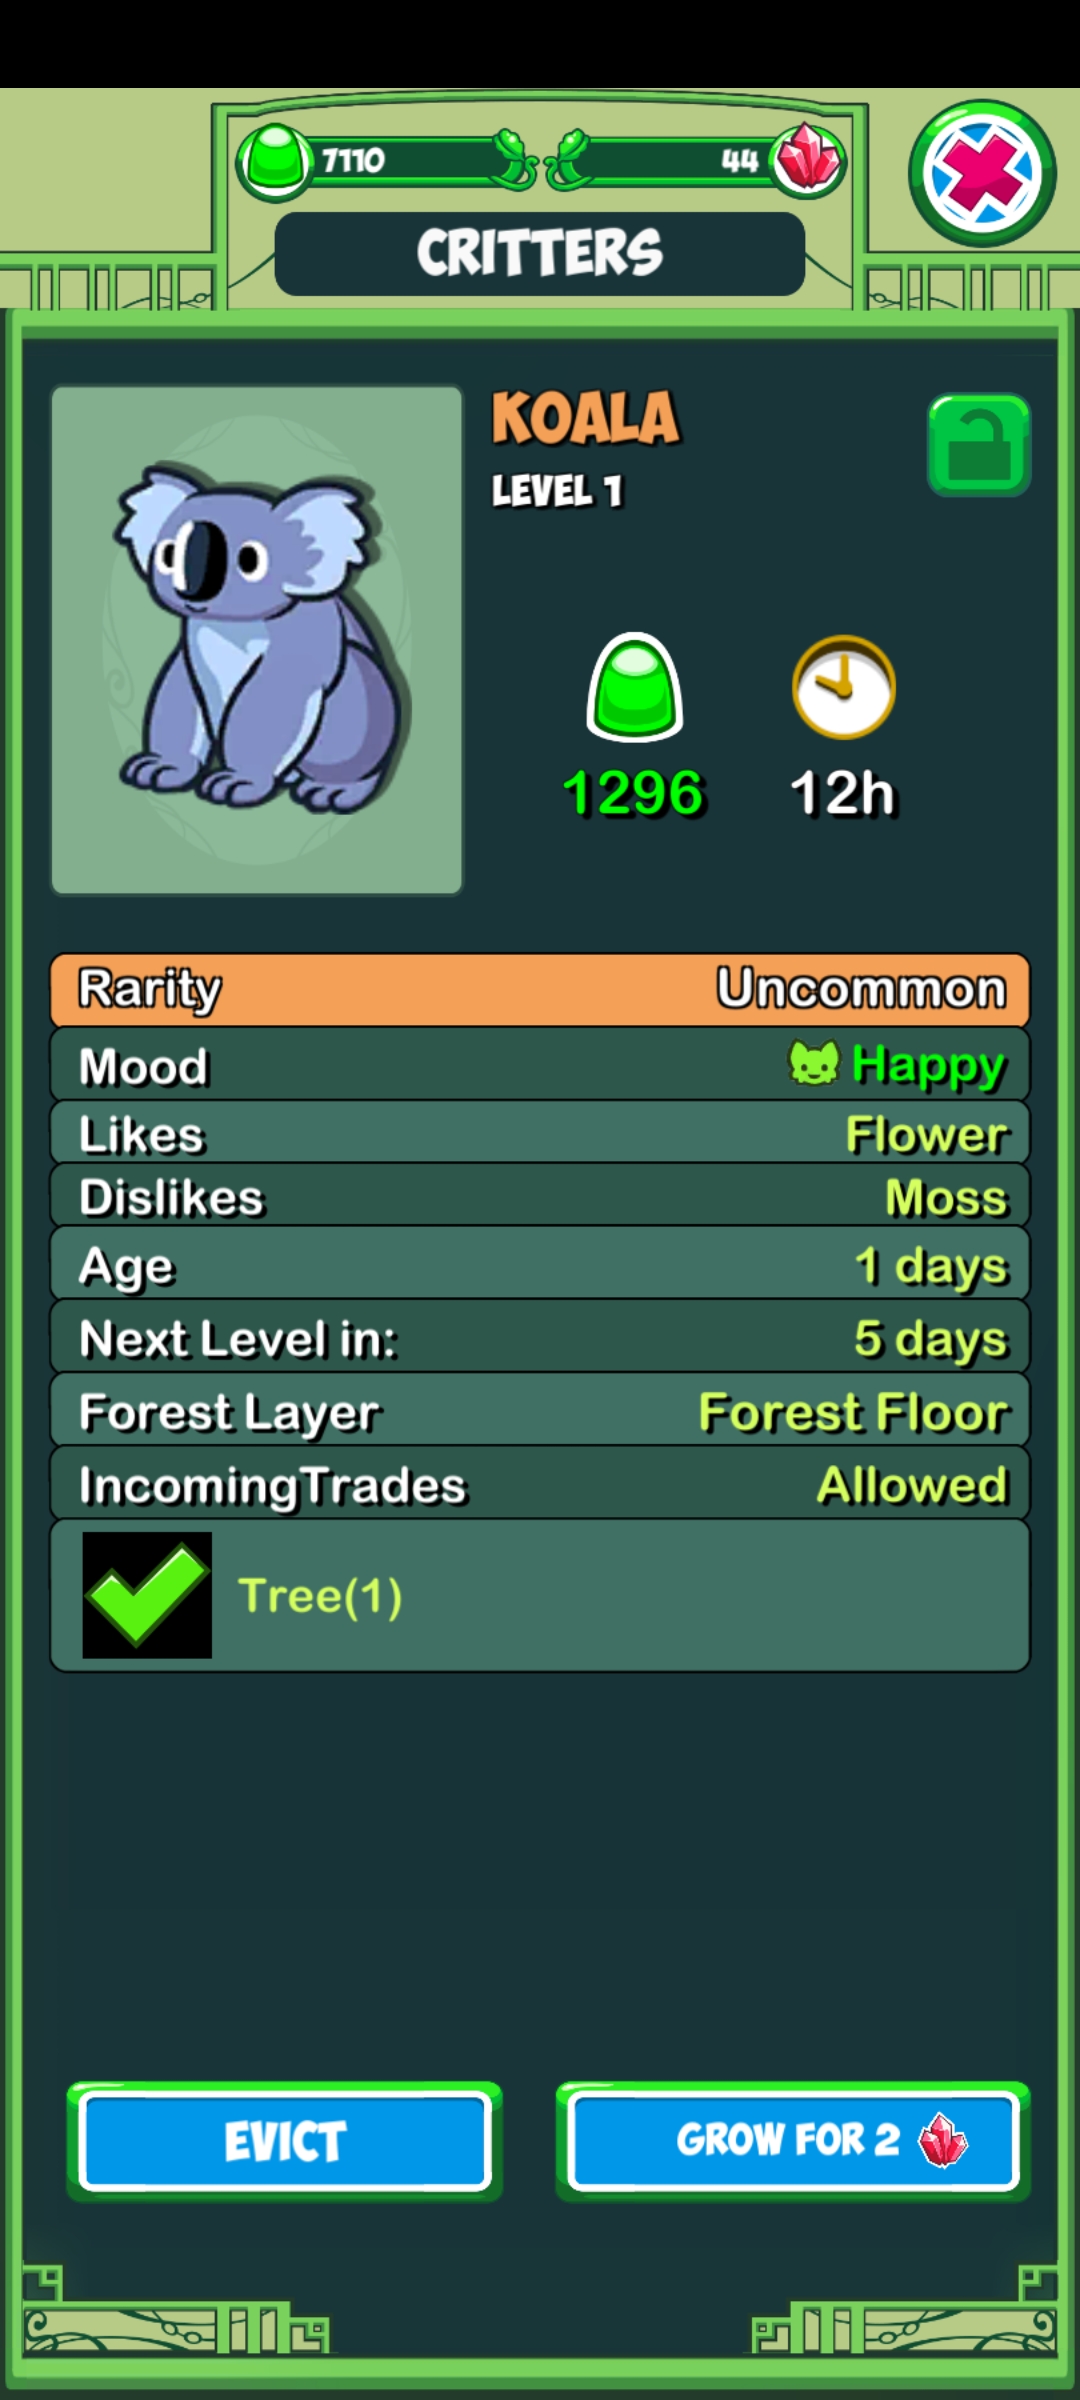 7110
44
CRITTERS
KOALA
LEVEL 1
1296
12h
Rarity Uncommon
Mood Happy
Likes Flower
Dislikes Moss
Age 1 days
Next Level in: 5 days
Forest Layer Forest Floor
IncomingTrades Allowed
Tree(1)
EVICT
GROW FOR 2